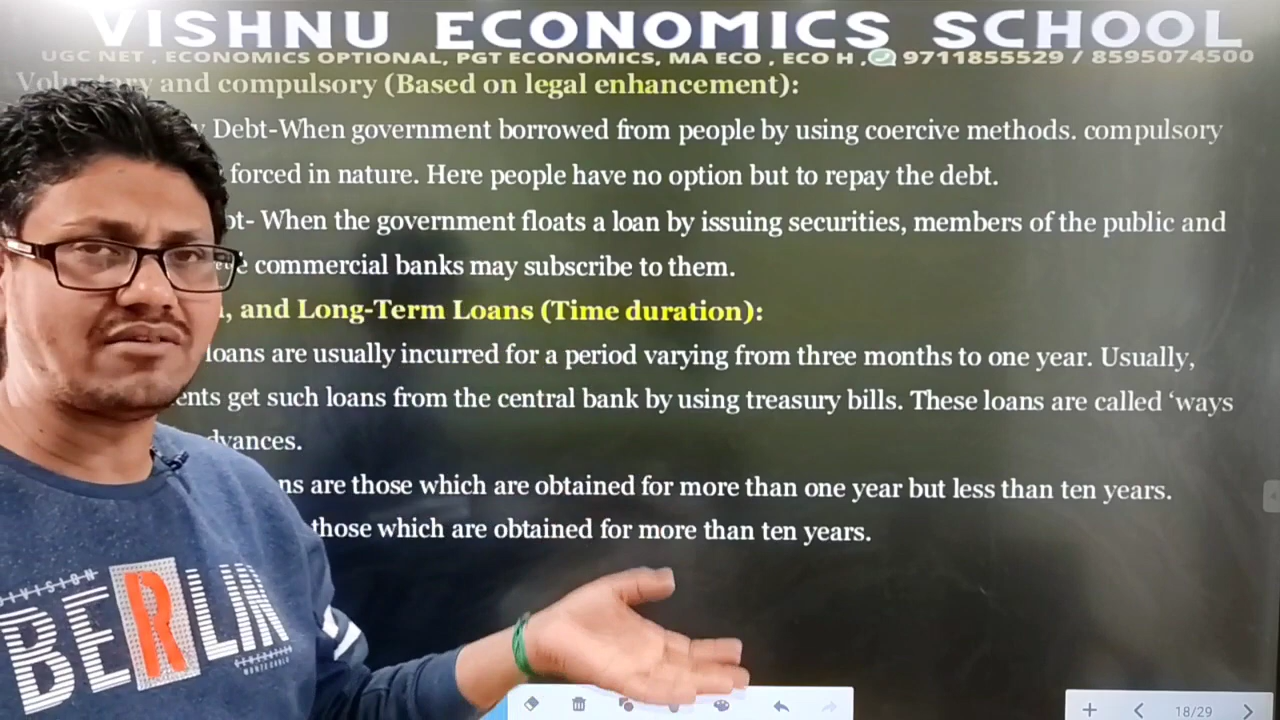 VISHNU ECONOMICS SCHOOL
UGC NET , ECONOMICS OPTIONAL, PGT ECONOMICS, MA ECO , ECO H , 9711855529 / 8595074500
Voluntary and compulsory (Based on legal enhancement):
Debt-When government borrowed from people by using coercive methods. compulsory
forced in nature. Here people have no option but to repay the debt.
When the government floats a loan by issuing securities, members of the public and
commercial banks may subscribe to them.
and Long-Term Loans (Time duration):
loans are usually incurred for a period varying from three months to one year. Usually,
get such loans from the central bank by using treasury bills. These loans are called ‘ways
are those which are obtained for more than one year but less than ten years.
those which are obtained for more than ten years.
DIVISION
BERLIN
18/29